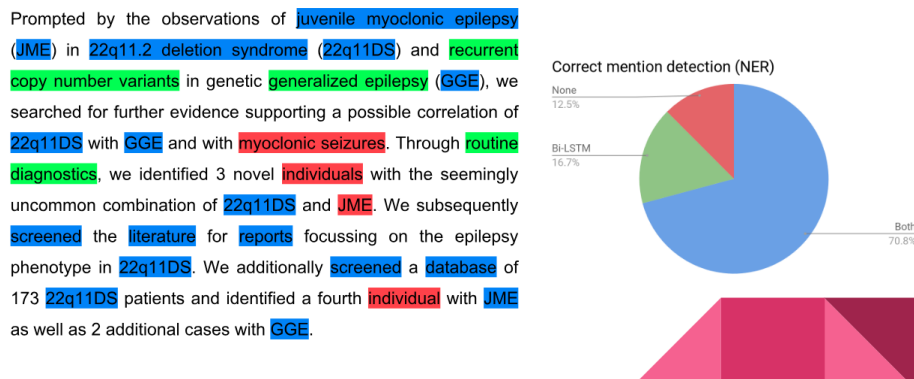 Prompted by the observations of juvenile myoclonic epilepsy
(JME) in 22q11.2 deletion syndrome (22q11DS) and recurrent
copy number variants in genetic generalized epilepsy (GGE), we
searched for further evidence supporting a possible correlation of
22q11DS with GGE and with myoclonic seizures. Through routine
diagnostics, we identified 3 novel individuals with the seemingly
uncommon combination of 22q11DS and JME. We subsequently
screened the literature for reports focussing on the epilepsy
phenotype in 22q11DS. We additionally screened a database of
173 22q11DS patients and identified a fourth individual with JME
as well as 2 additional cases with GGE.
Correct mention detection (NER)
None
12.5%
Bi-LSTM
16.7%
Both
70.8%